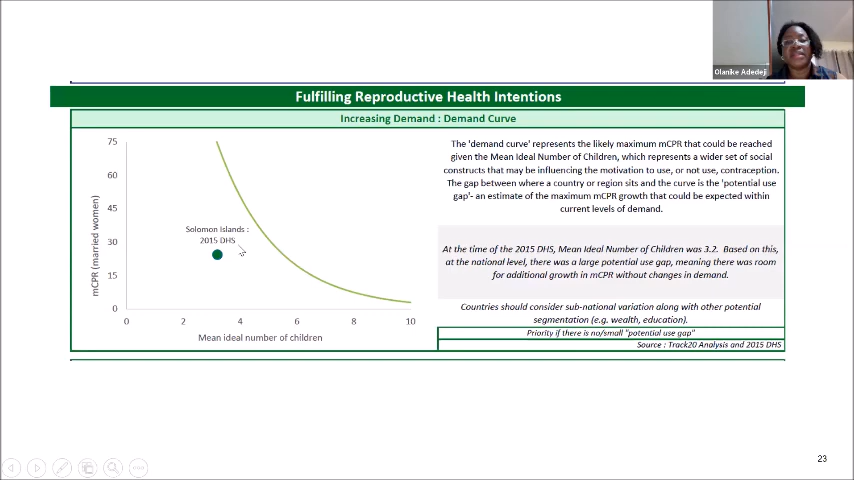 Olanike Adedeji
Fulfilling Reproductive Health Intentions
Increasing Demand : Demand Curve
75
60
45
30
15
0
mCPR (married women)
Solomon Islands :
2015 DHS
0
2
4
6
8
10
Mean ideal number of children
The 'demand curve' represents the likely maximum mCPR that could be reached
given the Mean Ideal Number of Children, which represents a wider set of social
constructs that may be influencing the motivation to use, or not use, contraception.
The gap between where a country or region sits and the curve is the 'potential use
gap'- an estimate of the maximum mCPR growth that could be expected within
current levels of demand.
At the time of the 2015 DHS, Mean Ideal Number of Children was 3.2. Based on this,
at the national level, there was a large potential use gap, meaning there was room
for additional growth in mCPR without changes in demand.
Countries should consider sub-national variation along with other potential
segmentation (e.g. wealth, education).
Priority if there is no/small "potential use gap"
Source : Track20 Analysis and 2015 DHS
23